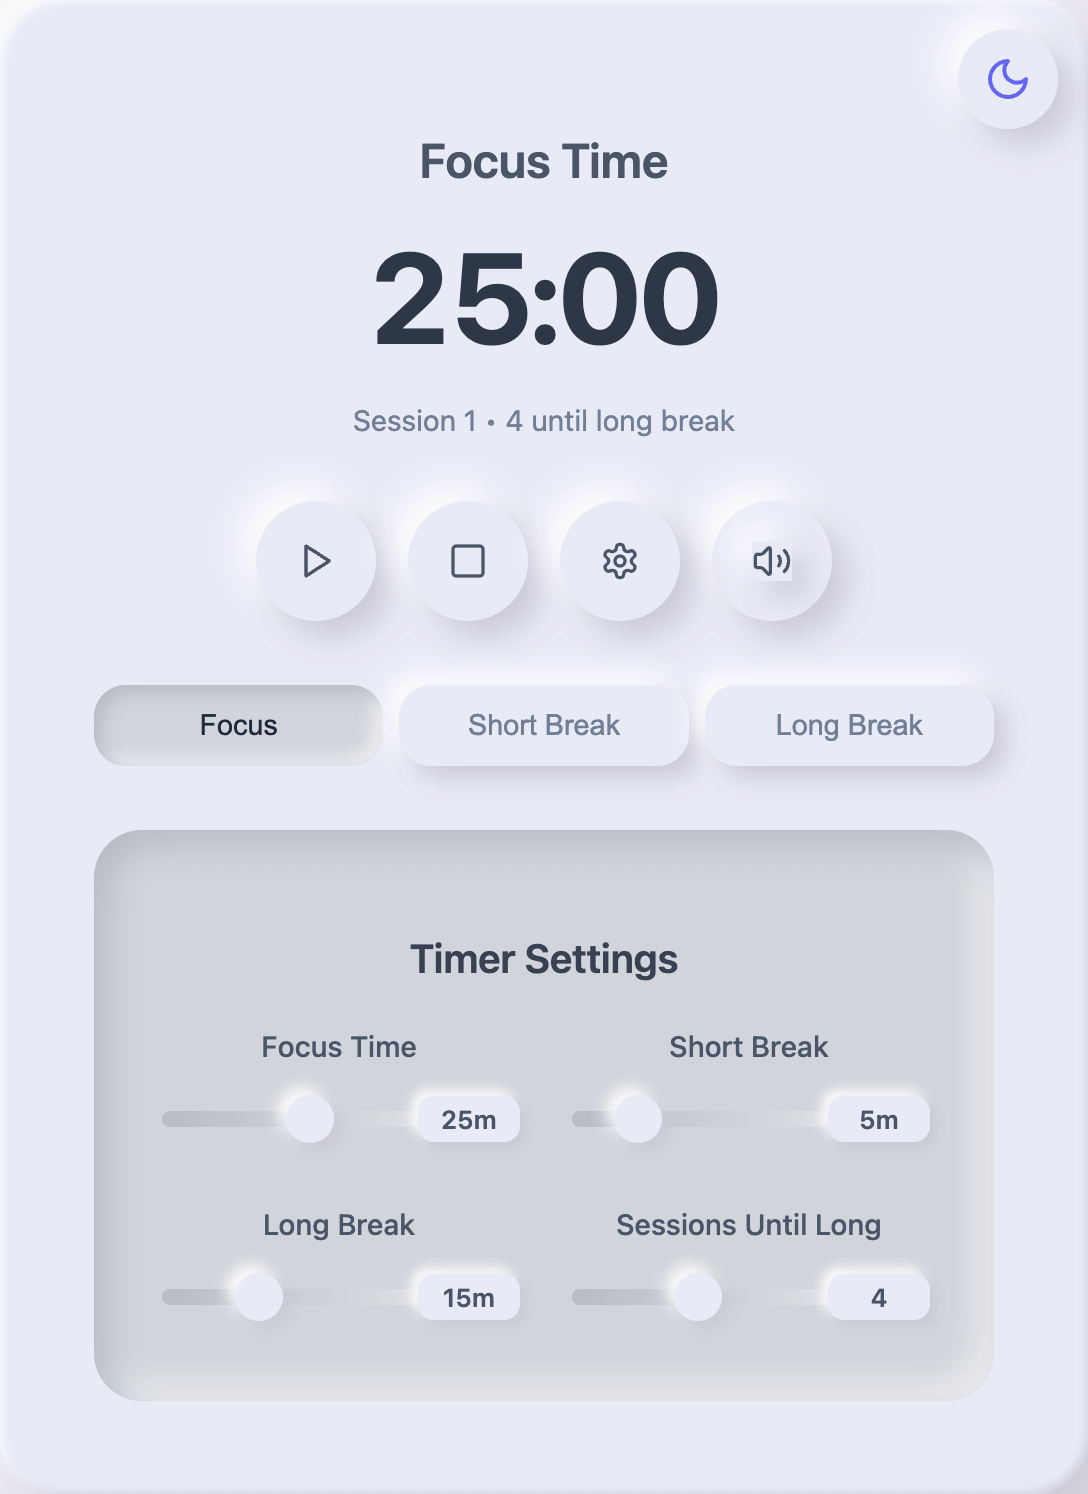 Focus Time
25:00
Session 1 • 4 until long break
Focus Short Break Long Break
Timer Settings
Focus Time Short Break
25m 5m
Long Break Sessions Until Long
15m 4